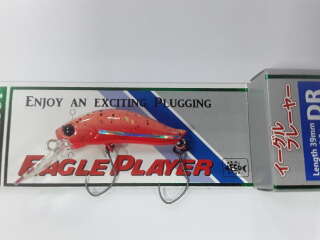 ENJOY AN EXCITING PLUGGING
EAGLE PLAYER
イーグル
プレーヤー
DR
Length 39mm